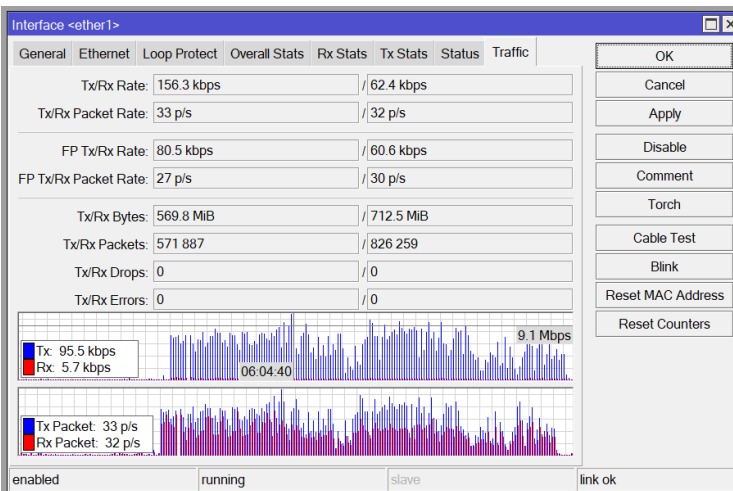 Interface <ether1>
General Ethernet Loop Protect Overall Stats Rx Stats Tx Stats Status Traffic
OK
Tx/Rx Rate: 156.3 kbps / 62.4 kbps
Cancel
Tx/Rx Packet Rate: 33 p/s / 32 p/s
Apply
FP Tx/Rx Rate: 80.5 kbps / 60.6 kbps
Disable
FP Tx/Rx Packet Rate: 27 p/s / 30 p/s
Comment
Torch
Tx/Rx Bytes: 569.8 MiB / 712.5 MiB
Tx/Rx Packets: 571 887 / 826 259
Cable Test
Tx/Rx Drops: 0 / 0
Blink
Tx/Rx Errors: 0 / 0
Reset MAC Address
Reset Counters
9.1 Mbps
Tx: 95.5 kbps
Rx: 5.7 kbps
06:04:40
Tx Packet: 33 p/s
Rx Packet: 32 p/s
enabled running slave link ok